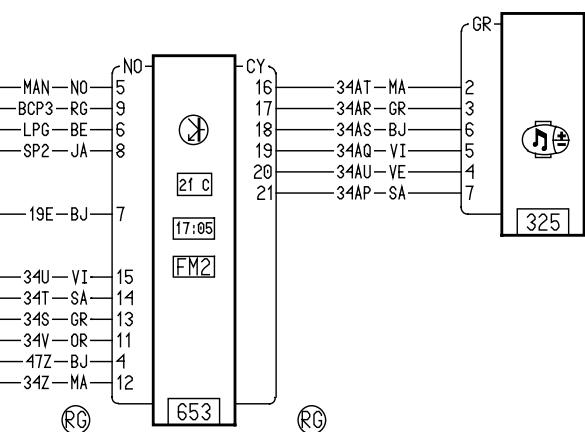 GR
NO CY
MAN NO 5 16 34AT MA 2
BCP3 RG 9 17 34AR GR 3
LPG BE 6 18 34AS BJ 6
SP2 JA 8 19 34AQ VI 5
20 34AU VE 4
21 C 21 34AP SA 7
19E BJ 7 17:05 325
FM2
34U VI 15
34T SA 14
34S GR 13
34V OR 11
47Z BJ 4
34Z MA 12
653
RG RG